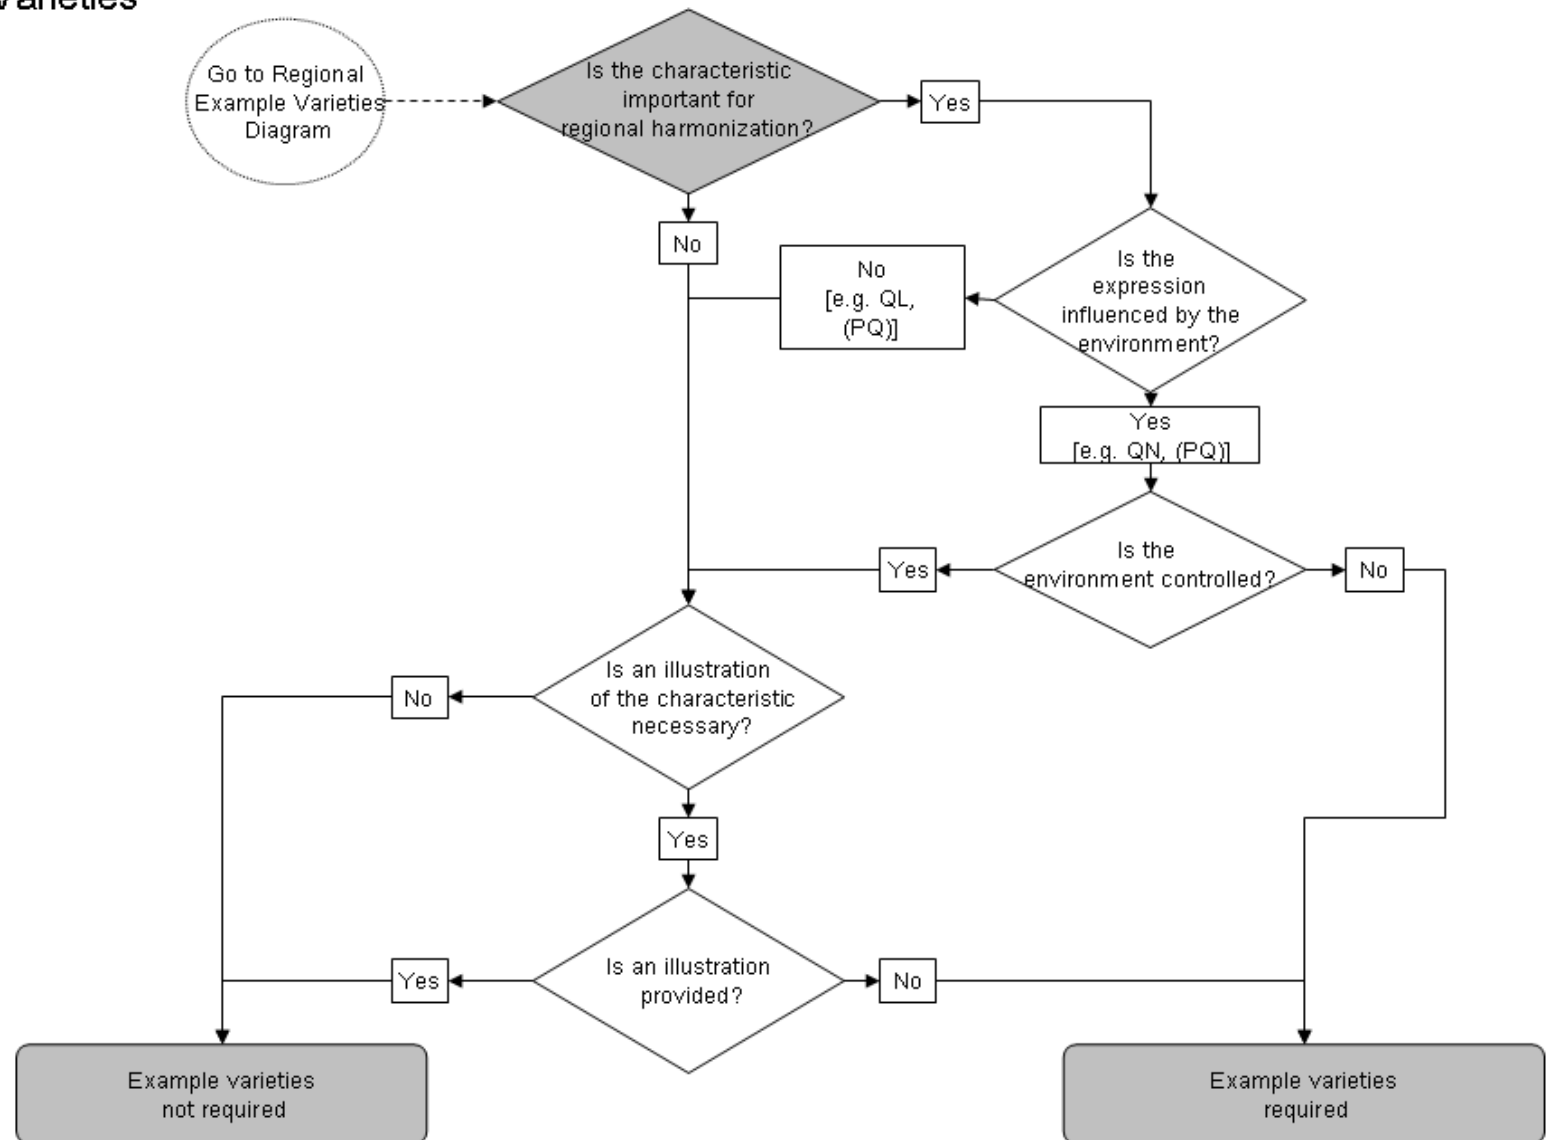 Varieties
Go to Regional
Example Varieties
Diagram
Is the characteristic
important for
regional harmonization?
Yes
No
No
[e.g. QL,
(PQ)]
Is the
expression
influenced by the
environment?
Yes
[e.g. QN, (PQ)]
Is the
environment controlled?
Yes
No
Is an illustration
of the characteristic
necessary?
No
Yes
Is an illustration
provided?
Yes
No
Example varieties
not required
Example varieties
required